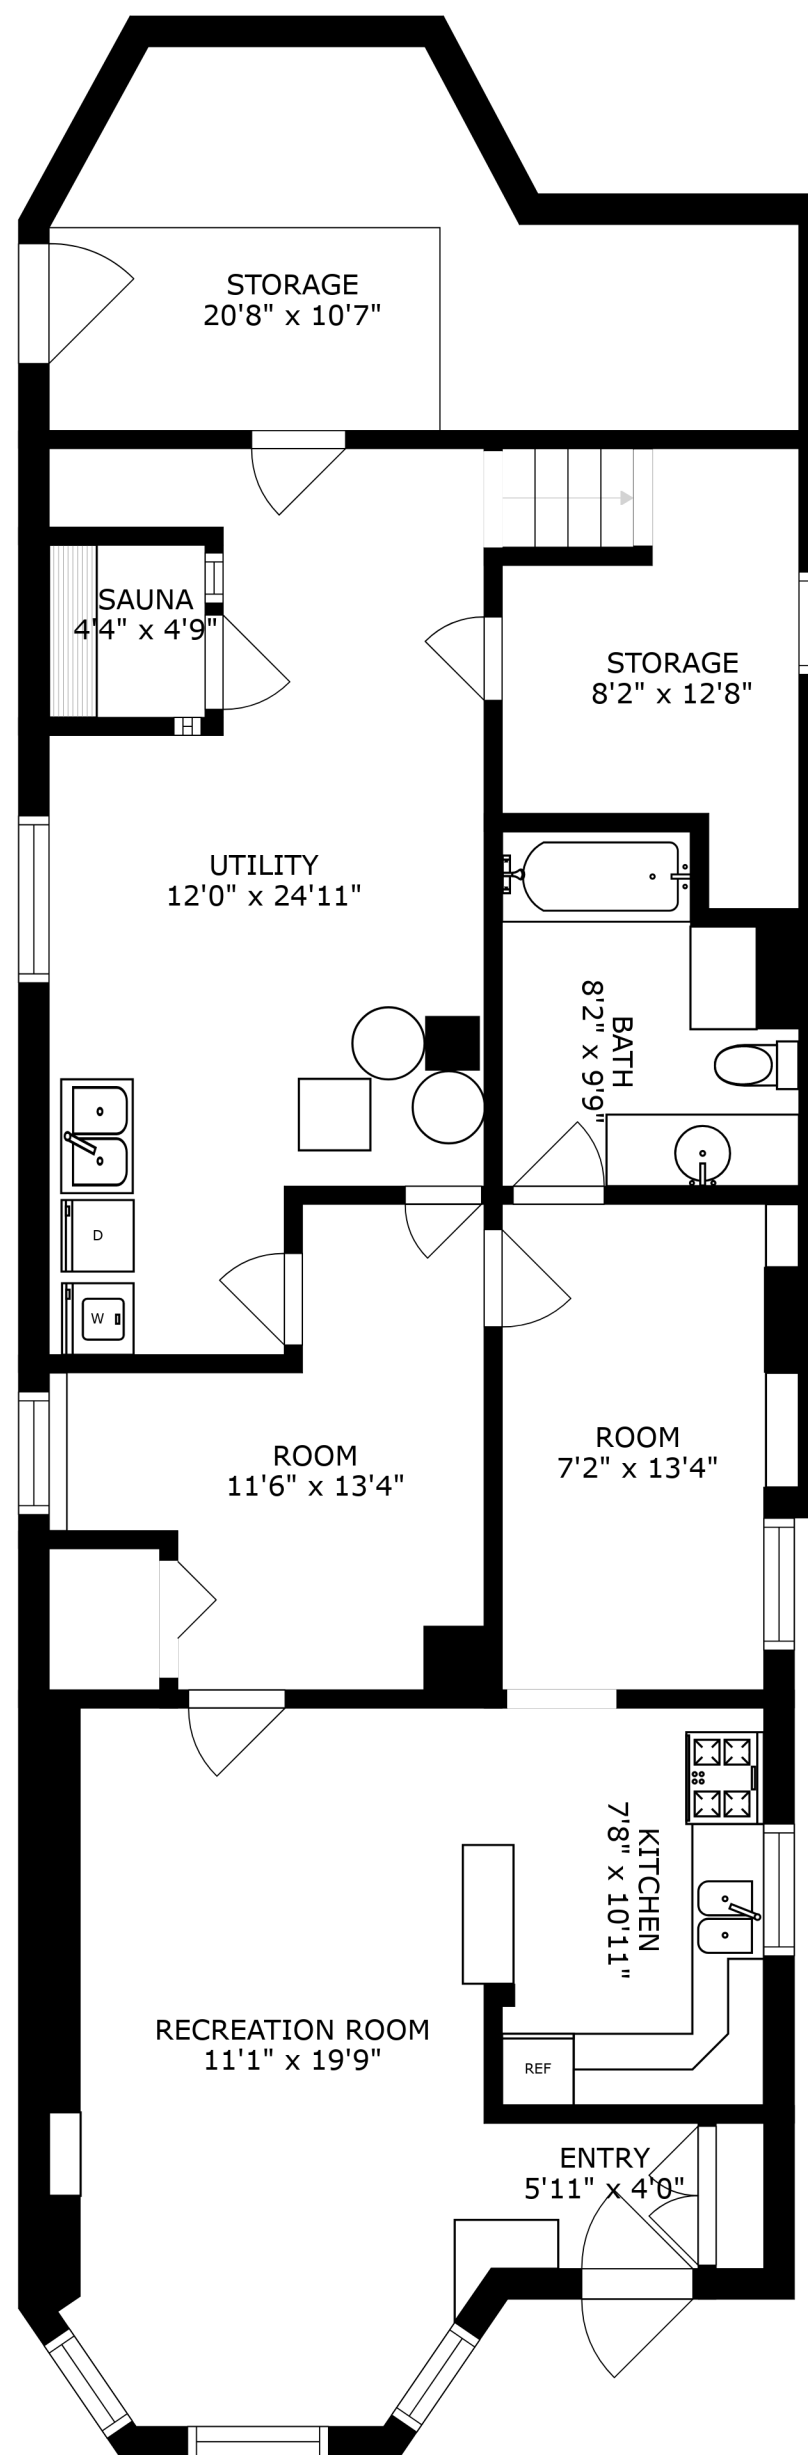 STORAGE
20'8" x 10'7"
SAUNA
4'4" x 4'9"
STORAGE
8'2" x 12'8"
UTILITY
12'0" x 24'11"
BATH
8'2" x 9'9"
D
W
ROOM
11'6" x 13'4"
ROOM
7'2" x 13'4"
KITCHEN
7'8" x 10'11"
RECREATION ROOM
11'1" x 19'9"
REF
ENTRY
5'11" x 4'0"